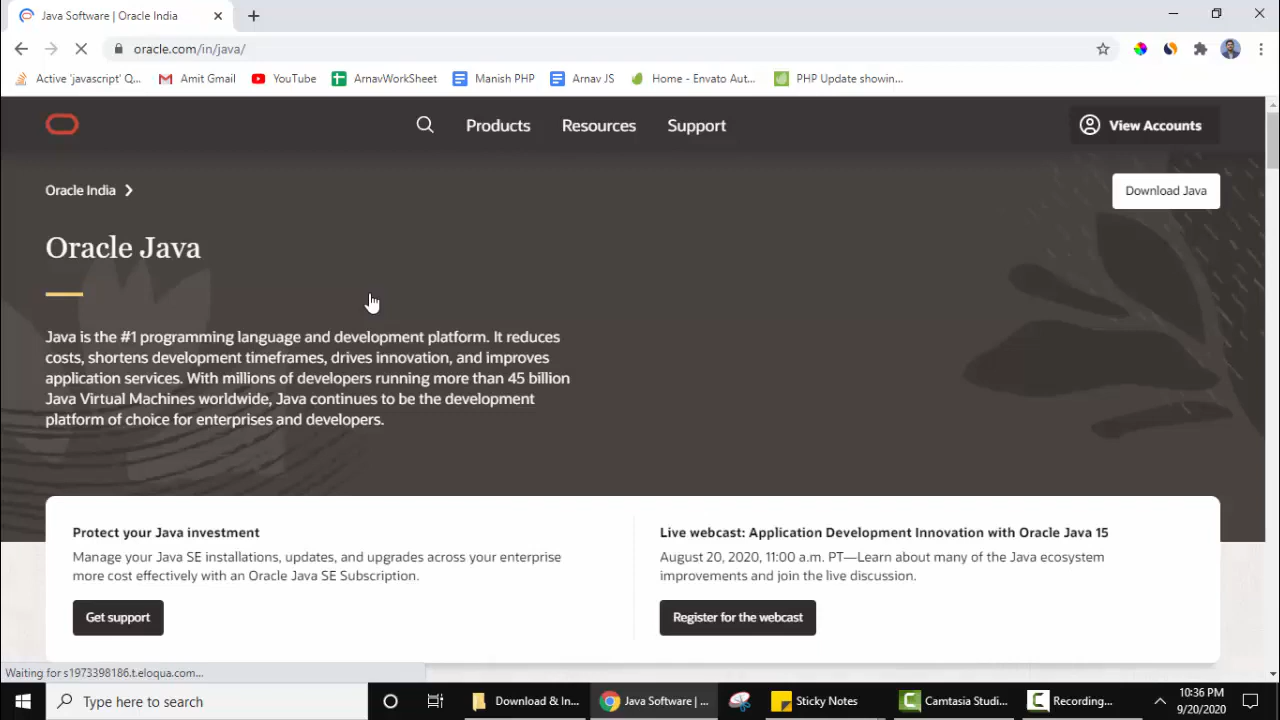 Java Software | Oracle India
oracle.com/in/java/
Active 'javascript' Q...
Amit Gmail
YouTube
ArnavWorkSheet
Manish PHP
Arnav JS
Home - Envato Aut...
PHP Update showin...
Products
Resources
Support
View Accounts
Oracle India
Download Java
Oracle Java
Java is the #1 programming language and development platform. It reduces
costs, shortens development timeframes, drives innovation, and improves
application services. With millions of developers running more than 45 billion
Java Virtual Machines worldwide, Java continues to be the development
platform of choice for enterprises and developers.
Protect your Java investment
Manage your Java SE installations, updates, and upgrades across your enterprise
more cost effectively with an Oracle Java SE Subscription.
Get support
Live webcast: Application Development Innovation with Oracle Java 15
August 20, 2020, 11:00 a.m. PT—Learn about many of the Java ecosystem
improvements and join the live discussion.
Register for the webcast
Waiting for s1973398186.t.eloqua.com...
Type here to search
Download & In...
Java Software | ...
Sticky Notes
Camtasia Studi...
Recording...
10:36 PM
9/20/2020